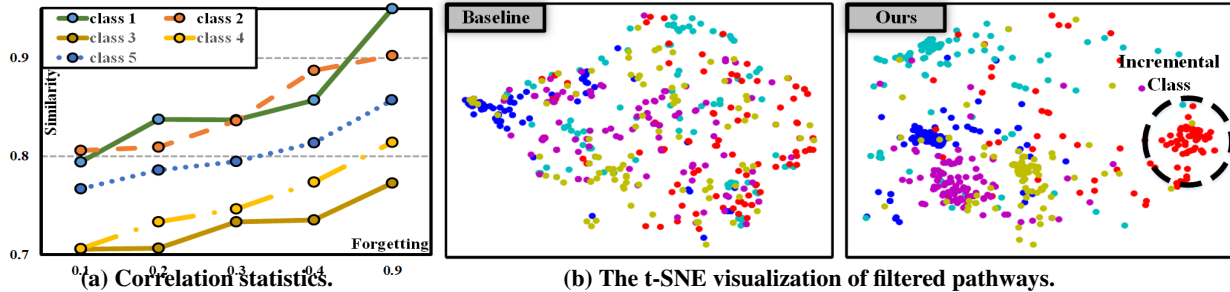 class 1
class 2
class 3
class 4
class 5
Similarity
0.9
0.8
0.7
Forgetting
0.1
0.2
0.3
0.4
0.9
(a) Correlation statistics.
Baseline
Ours
Incremental
Class
(b) The t-SNE visualization of filtered pathways.